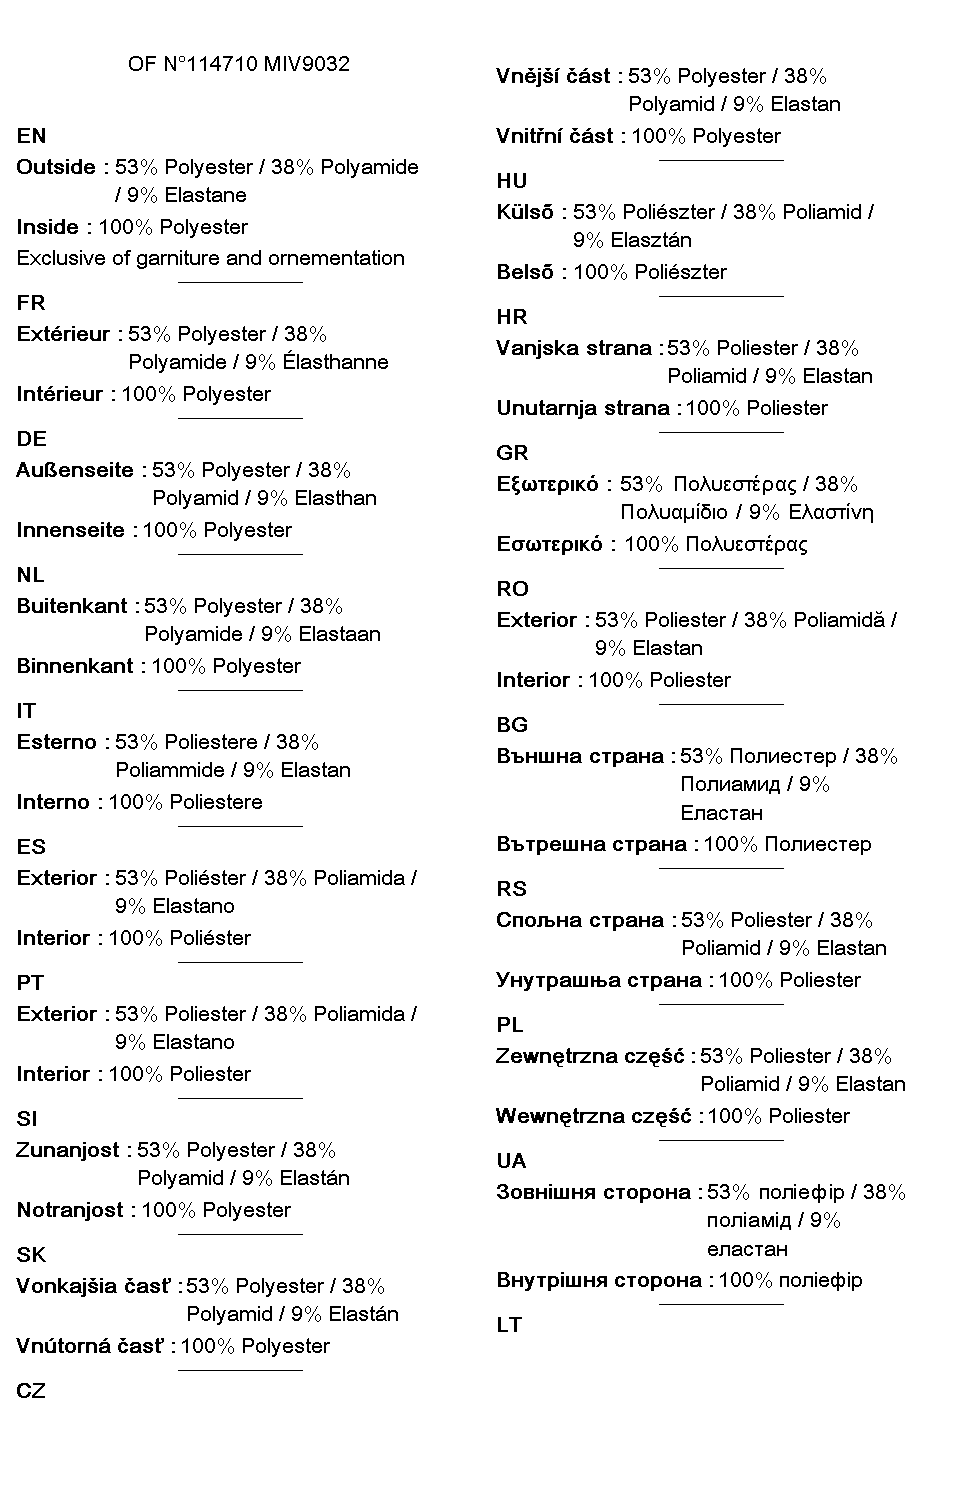 OF N°114710 MIV9032
EN
Outside : 53% Polyester / 38% Polyamide
/ 9% Elastane
Inside : 100% Polyester
Exclusive of garniture and ornementation
FR
Extérieur : 53% Polyester / 38%
Polyamide / 9% Élasthanne
Intérieur : 100% Polyester
DE
Außenseite : 53% Polyester / 38%
Polyamid / 9% Elasthan
Innenseite : 100% Polyester
NL
Buitenkant : 53% Polyester / 38%
Polyamide / 9% Elastaan
Binnenkant : 100% Polyester
IT
Esterno : 53% Poliestere / 38%
Poliammide / 9% Elastan
Interno : 100% Poliestere
ES
Exterior : 53% Poliéster / 38% Poliamida /
9% Elastano
Interior : 100% Poliéster
PT
Exterior : 53% Poliester / 38% Poliamida /
9% Elastano
Interior : 100% Poliester
SI
Zunanjost : 53% Polyester / 38%
Polyamid / 9% Elastán
Notranjost : 100% Polyester
SK
Vonkajšia časť : 53% Polyester / 38%
Polyamid / 9% Elastán
Vnútorná časť : 100% Polyester
CZ
Vnější část : 53% Polyester / 38%
Polyamid / 9% Elastan
Vnitřní část : 100% Polyester
HU
Külső : 53% Poliészter / 38% Poliamid /
9% Elasztán
Belső : 100% Poliészter
HR
Vanjska strana : 53% Poliester / 38%
Poliamid / 9% Elastan
Unutarnja strana : 100% Poliester
GR
Εξωτερικό : 53% Πολυεστέρας / 38%
Πολυαμίδιο / 9% Ελαστίνη
Εσωτερικό : 100% Πολυεστέρας
RO
Exterior : 53% Poliester / 38% Poliamidă /
9% Elastan
Interior : 100% Poliester
BG
Външна страна : 53% Полиестер / 38%
Полиамид / 9%
Еластан
Вътрешна страна : 100% Полиестер
RS
Спољна страна : 53% Poliester / 38%
Poliamid / 9% Elastan
Унутрашња страна : 100% Poliester
PL
Zewnętrzna część : 53% Poliester / 38%
Poliamid / 9% Elastan
Wewnętrzna część : 100% Poliester
UA
Зовнішня сторона : 53% поліефір / 38%
поліамід / 9%
еластан
Внутрішня сторона : 100% поліефір
LT